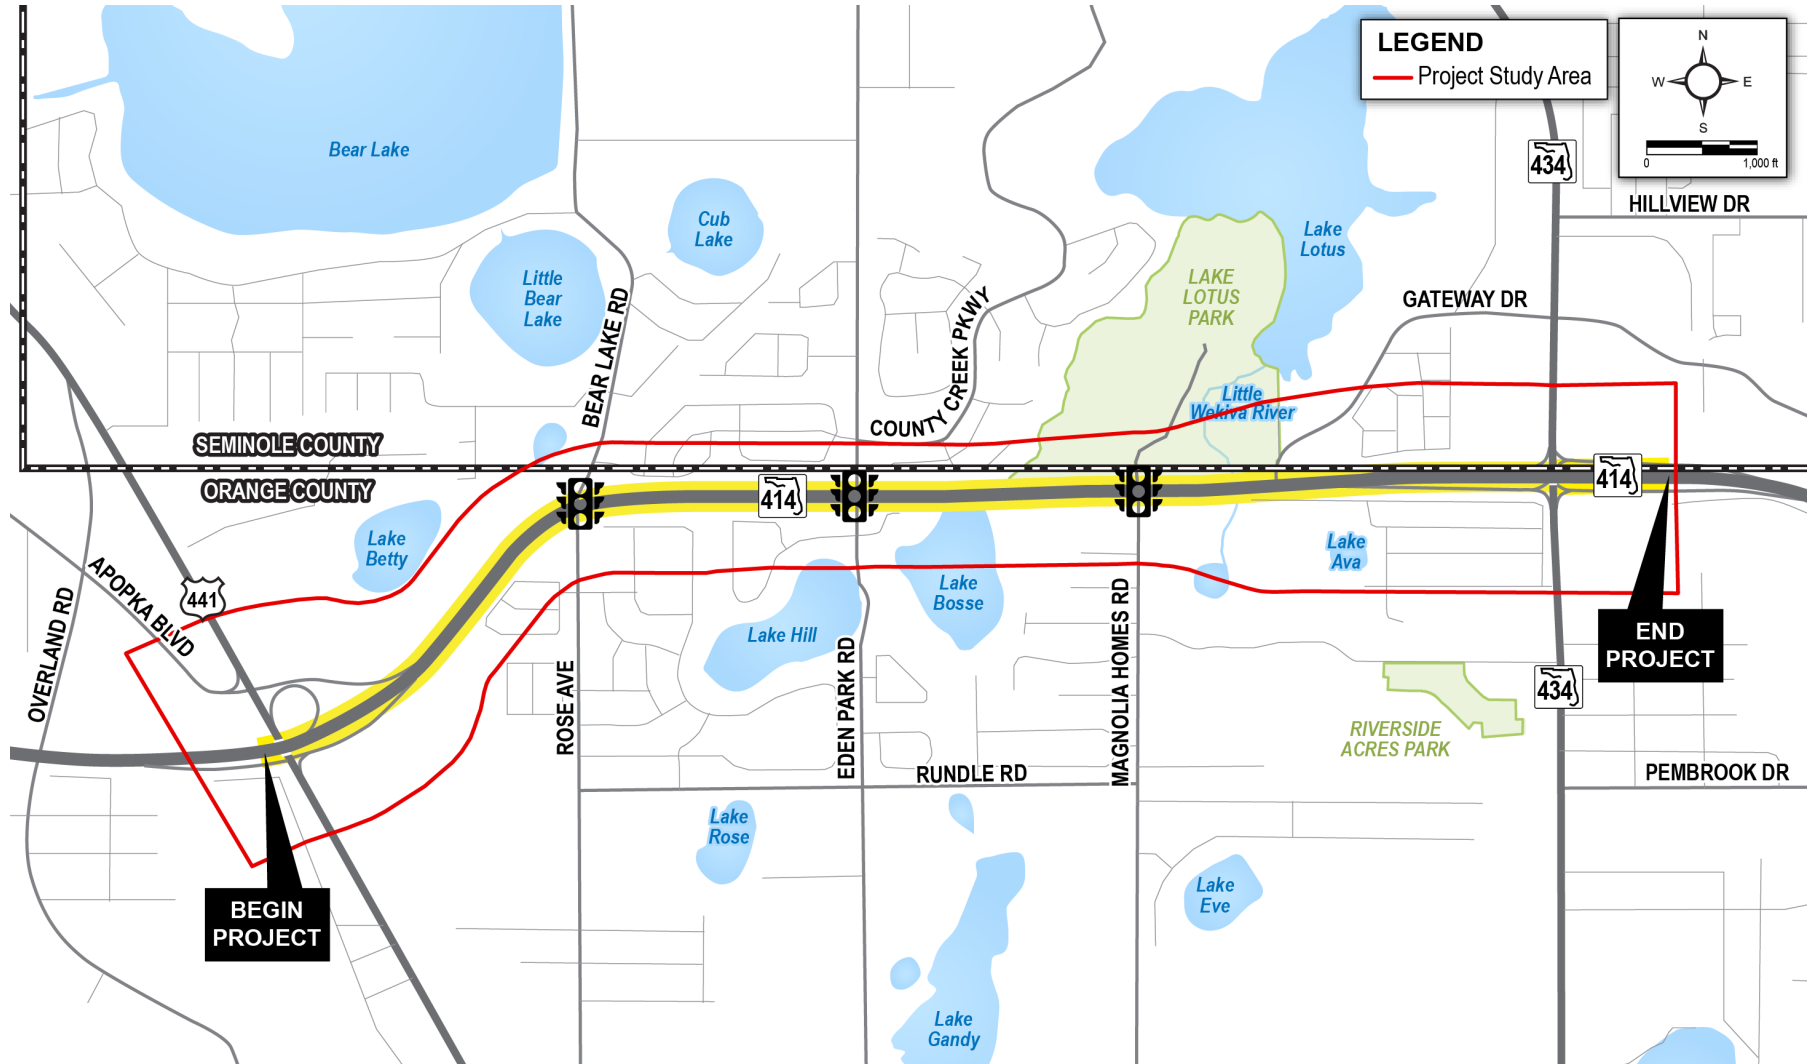 LEGEND
Project Study Area
N
W
E
S
0
1,000 ft
434
HILLVIEW DR
Bear Lake
Cub
Lake
Lake
Lotus
Little
Bear
Lake
LAKE
LOTUS
PARK
GATEWAY DR
BEAR LAKE RD
COUNTY CREEK PKWY
Little
Wekiva River
SEMINOLE COUNTY
ORANGE COUNTY
414
414
Lake
Betty
Lake
Ava
APOPKA BLVD
441
OVERLAND RD
Lake
Bosse
Lake Hill
END
PROJECT
ROSE AVE
EDEN PARK RD
MAGNOLIA HOMES RD
434
RIVERSIDE
ACRES PARK
RUNDLE RD
PEMBROOK DR
Lake
Rose
Lake
Eve
BEGIN
PROJECT
Lake
Gandy